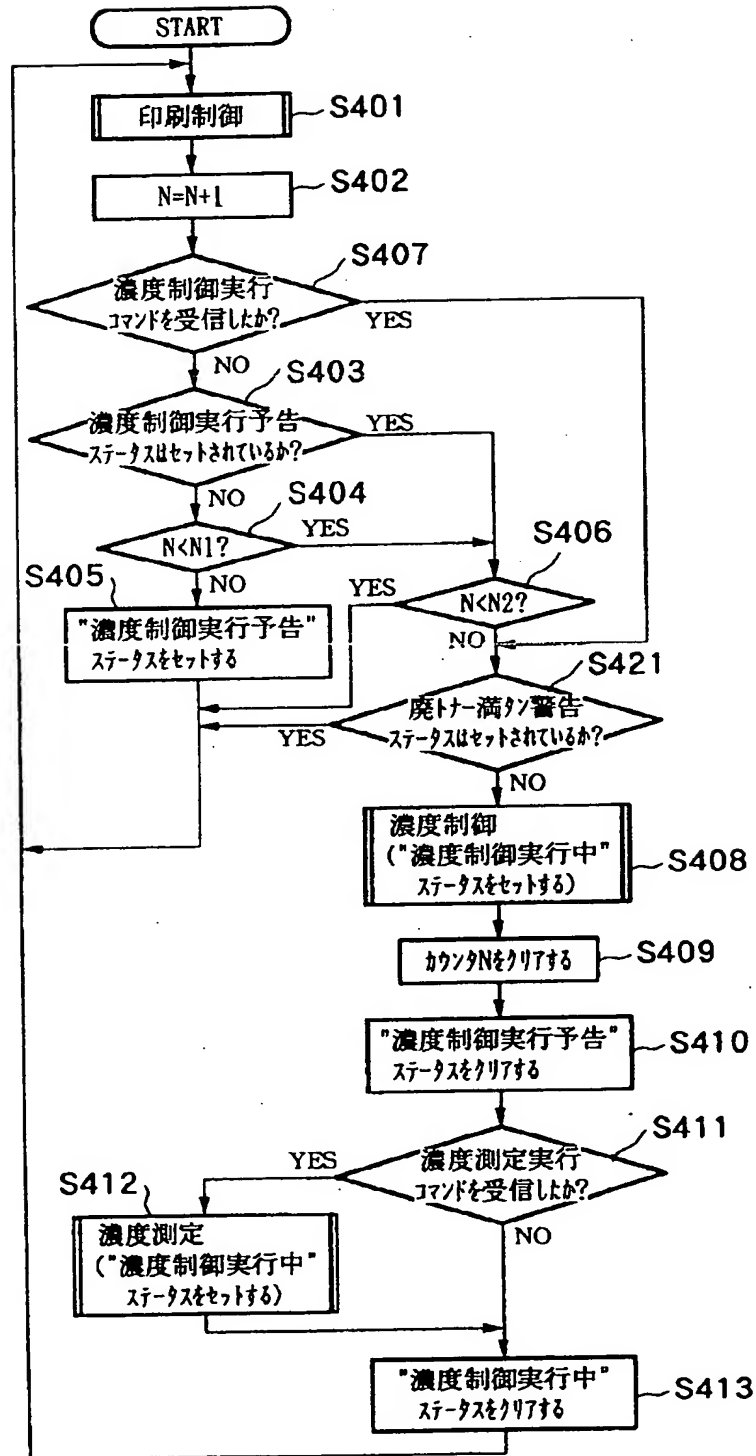 START
印刷制御
S401
N=N+1
S402
濃度制御実行
コマンドを受信したか?
S407
YES
NO
濃度制御実行予告
ステータスはセットされているか?
S403
YES
NO
N<N1?
S404
YES
NO
"濃度制御実行予告"
ステータスをセットする
S405
N<N2?
S406
YES
NO
廃トナー満タン警告
ステータスはセットされているか?
S421
YES
NO
濃度制御
("濃度制御実行中"
ステータスをセットする)
S408
カウンタNをクリアする
S409
"濃度制御実行予告"
ステータスをクリアする
S410
濃度測定実行
コマンドを受信したか?
S411
YES
NO
S412
濃度測定
("濃度制御実行中"
ステータスをセットする)
"濃度制御実行中"
ステータスをクリアする
S413